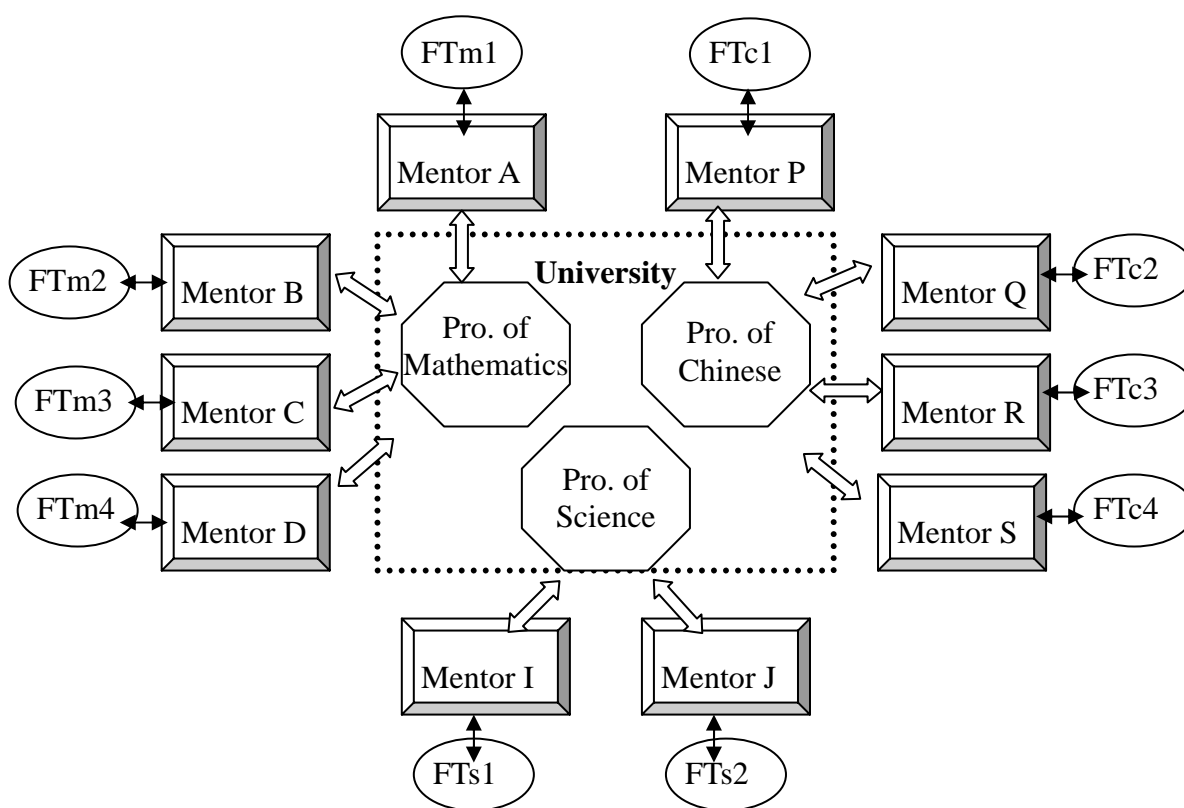 FTm1
FTc1
Mentor A
Mentor P
University
FTm2
Mentor B
Mentor Q
FTc2
Pro. of
Mathematics
Pro. of
Chinese
FTm3
Mentor C
Mentor R
FTc3
Pro. of
Science
FTm4
Mentor D
Mentor S
FTc4
Mentor I
Mentor J
FTs1
FTs2